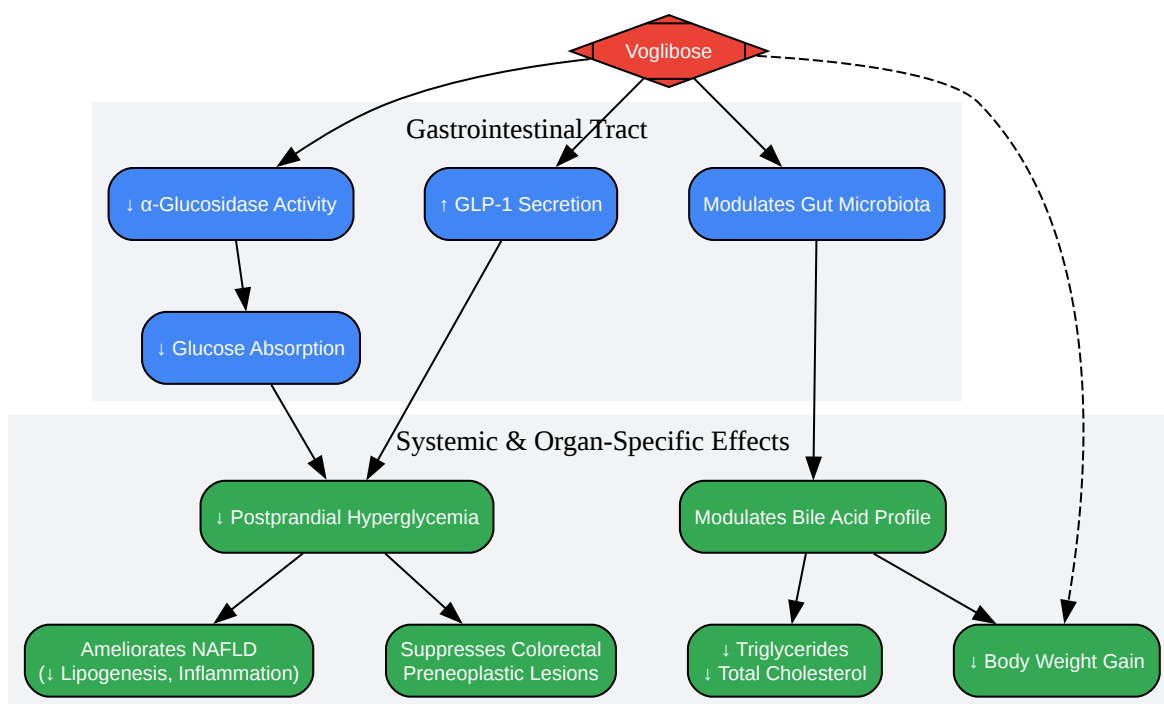 Voglibose
Gastrointestinal Tract
↓ α-Glucosidase Activity
↑ GLP-1 Secretion
Modulates Gut Microbiota
↓ Glucose Absorption
Systemic & Organ-Specific Effects
↓ Postprandial Hyperglycemia
Modulates Bile Acid Profile
Ameliorates NAFLD
(↓ Lipogenesis, Inflammation)
Suppresses Colorectal
Preneoplastic Lesions
↓ Triglycerides
↓ Total Cholesterol
↓ Body Weight Gain